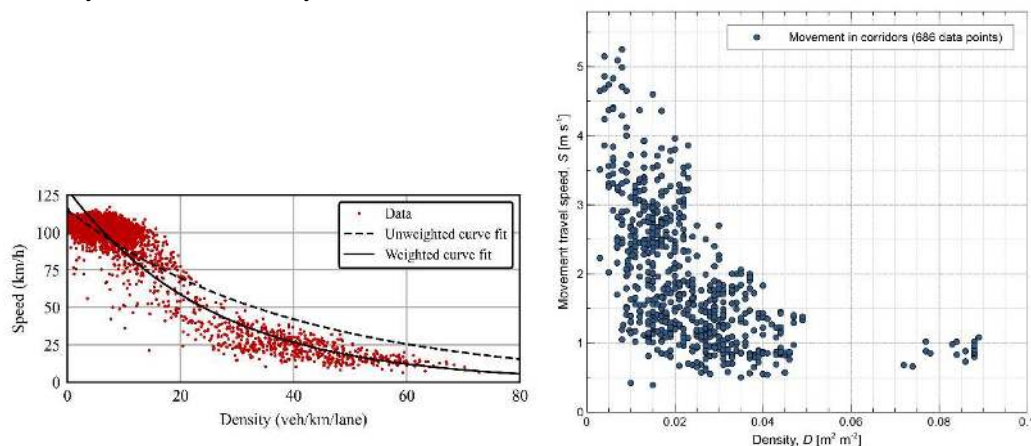 125
100
75
50
25
0
Speed (km/h)
Data
Unweighted curve fit
Weighted curve fit
0 20 40 60 80
Density (veh/km/lane)
Movement in corridors (686 data points)
5
4
3
2
1
0
Movement travel speed, S [m s⁻¹]
0 0.02 0.04 0.06 0.08
Density, D [m² m⁻²]